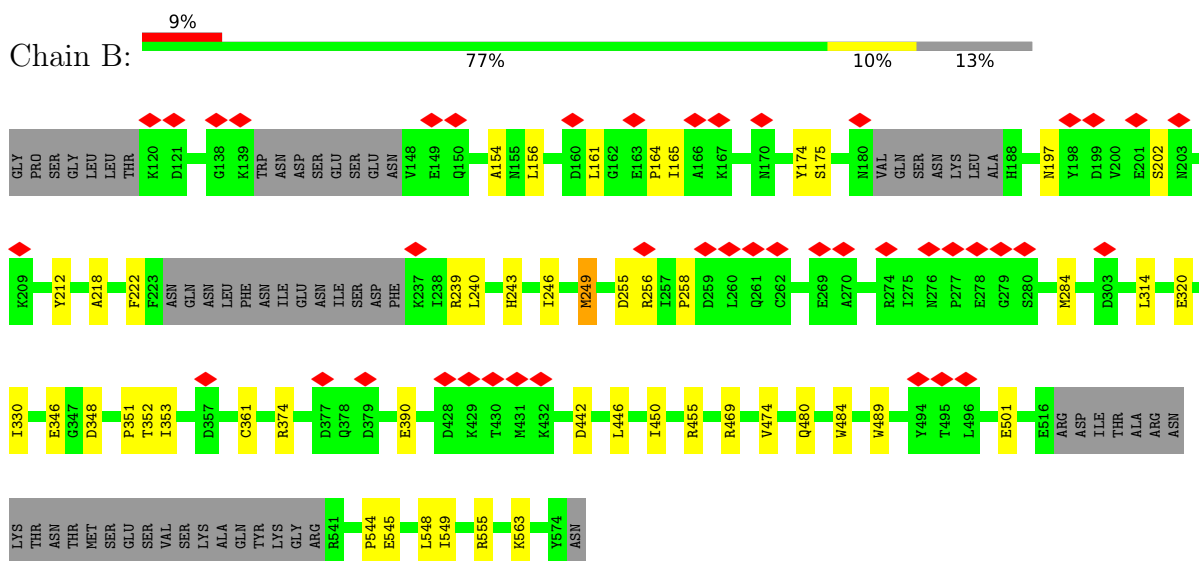 9%
Chain B:
77% 10% 13%
GLY PRO SER GLY LEU LEU THR K120 D121 G138 K139 TRP ASN ASP SER GLU SER GLU ASN V148 E149 Q150 A154 N155 L156 D160 L161 G162 E163 P164 I165 A166 K167 N170 Y174 S175 N180 VAL GLN SER ASN LYS LEU ALA H188 N197 Y198 D199 V200 E201 S202 N203
K209 Y212 A218 F222 F223 ASN GLN ASN LEU PHE ASN ILE GLU ASN ILE SER ASP PHE K237 I238 R239 L240 H243 I246 M249 D255 R256 I257 P258 D259 L260 Q261 C262 E269 A270 R274 I275 N276 P277 E278 G279 S280 M284 D303 L314 E320
I330 E346 G347 D348 P351 T352 I353 D357 C361 R374 D377 Q378 D379 E390 D428 K429 T430 M431 K432 D442 L446 I450 R455 R469 V474 Q480 W484 W489 Y494 T495 L496 E501 E516 ARG ASP ILE THR ALA ARG ASN
LYS THR ASN THR MET SER GLU SER VAL SER LYS ALA GLN TYR LYS GLY ARG R541 P544 E545 L548 I549 R555 K563 Y574 ASN